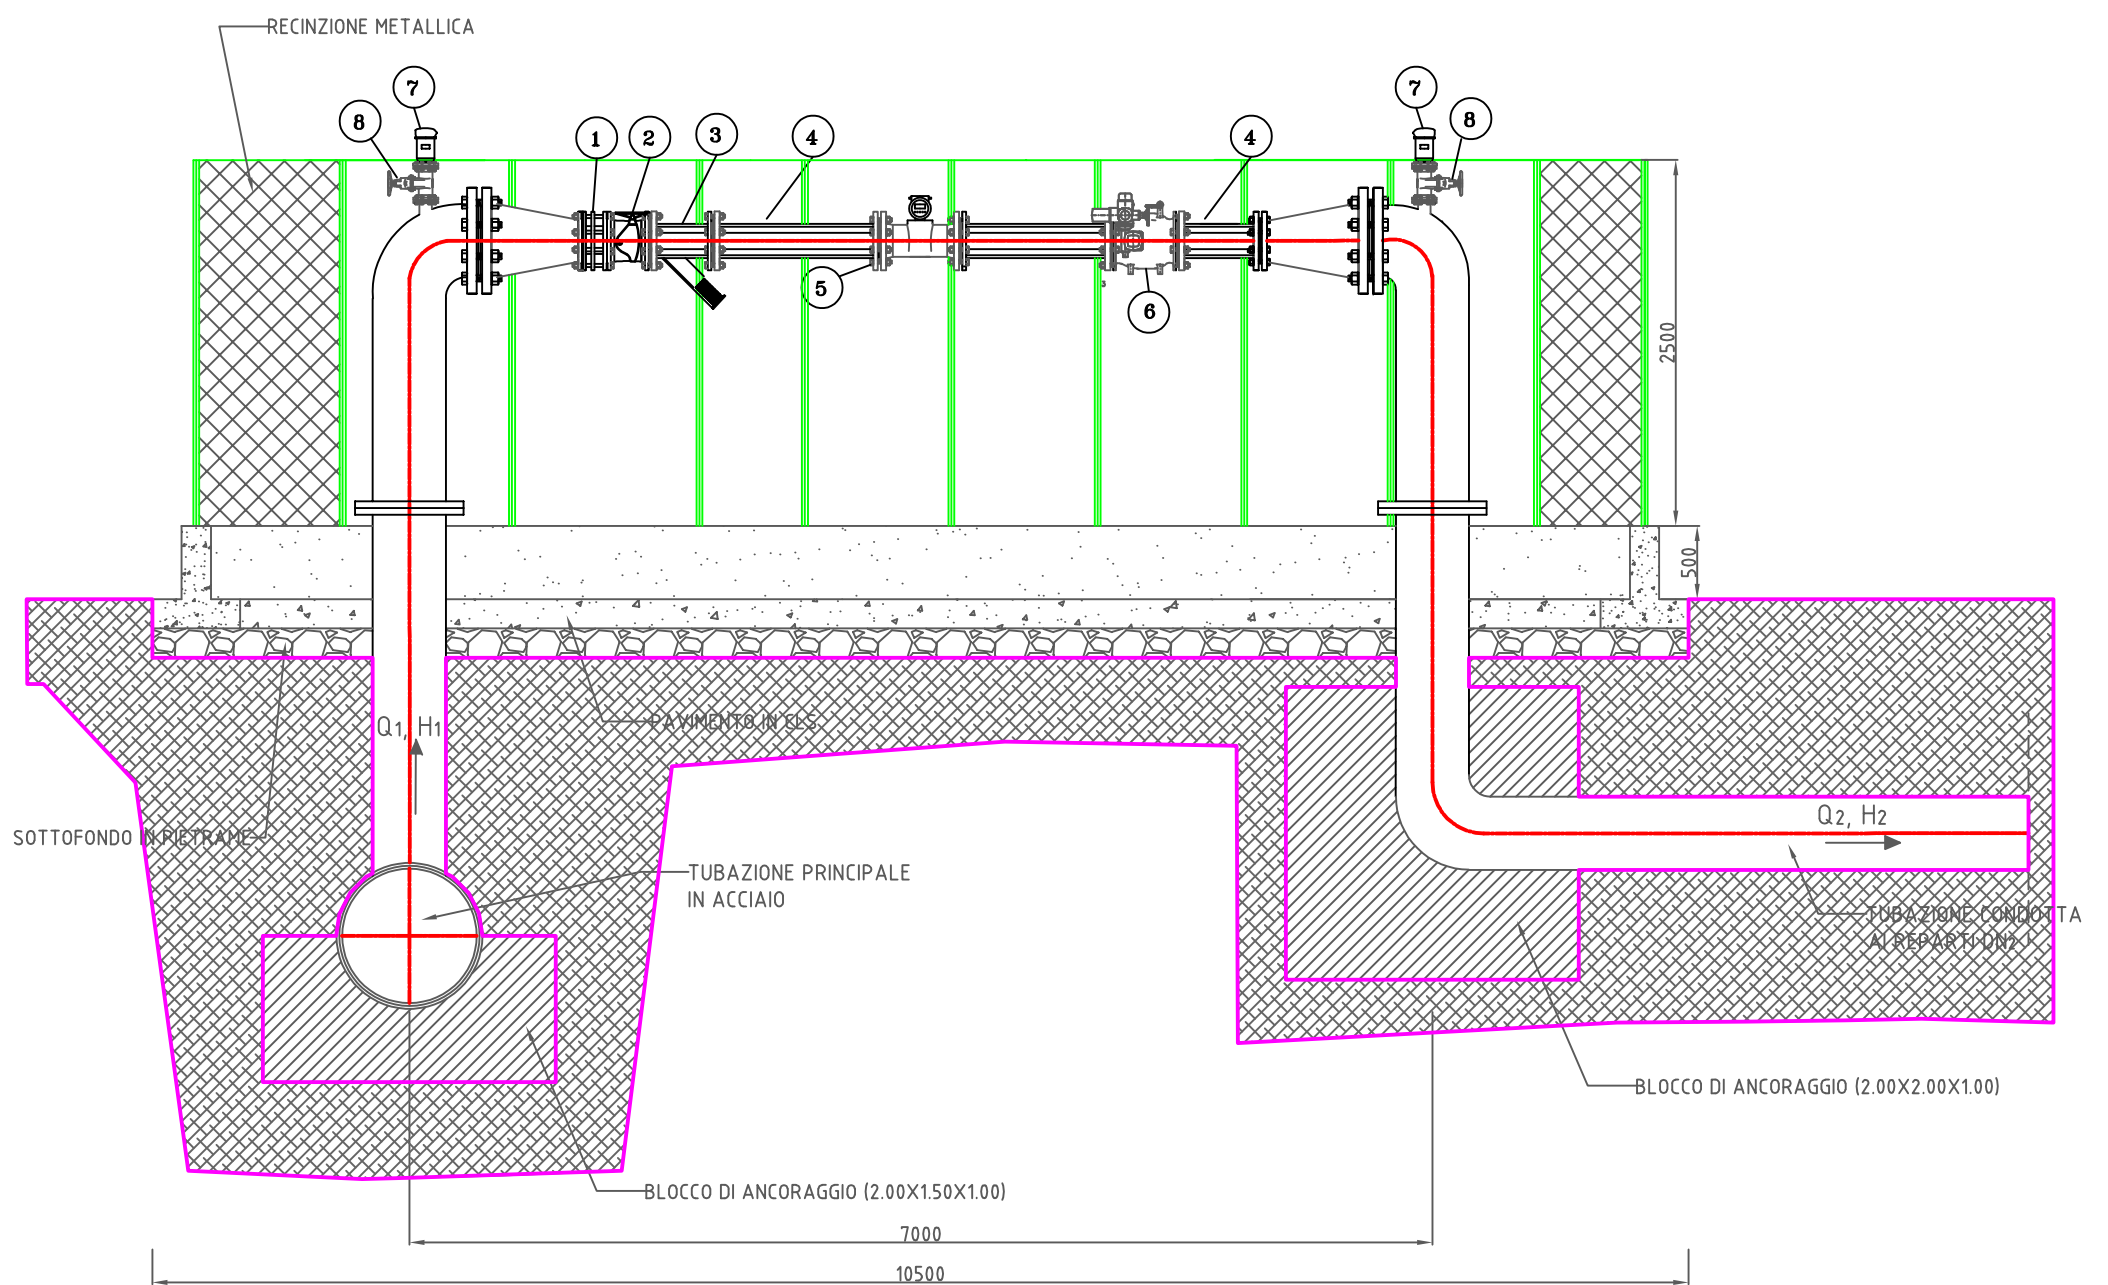 RECINZIONE METALLICA
7
7
8
8
1
2
3
4
4
5
6
3
2500
500
Q1, H1
PAVIMENTO IN CLS
SOTTOFONDO IN PIETRAME
Q2, H2
TUBAZIONE PRINCIPALE
IN ACCIAIO
TUBAZIONE CONDOTTA
AI REPARTI DN2
BLOCCO DI ANCORAGGIO (2.00X2.00X1.00)
BLOCCO DI ANCORAGGIO (2.00X1.50X1.00)
7000
10500